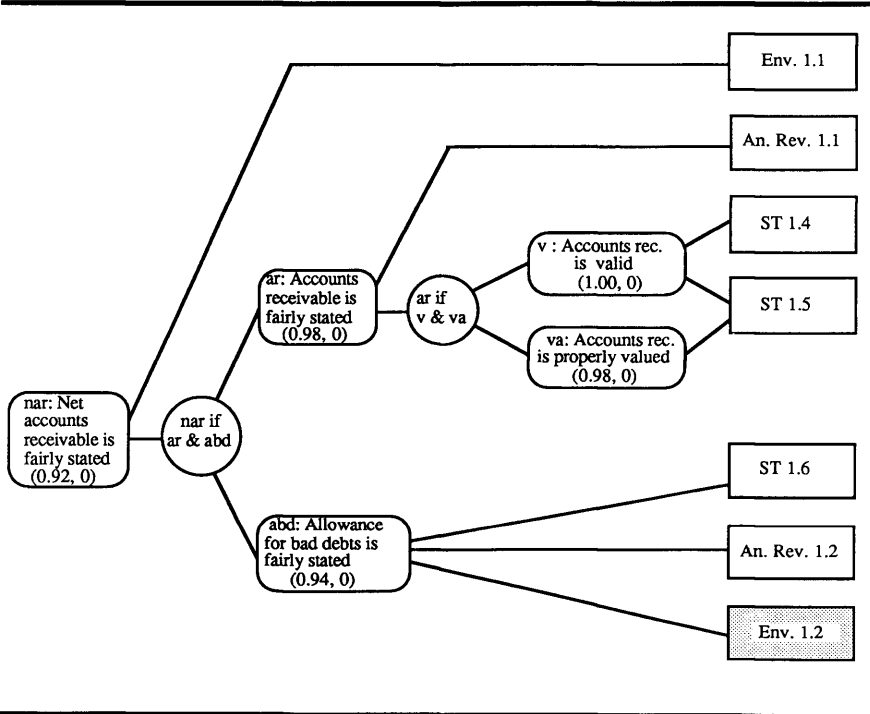 Env. 1.1
An. Rev. 1.1
ST 1.4
v : Accounts rec.
is valid
(1.00, 0)
ar: Accounts
receivable is
fairly stated
(0.98, 0)
ar if
v & va
ST 1.5
va: Accounts rec.
is properly valued
(0.98, 0)
nar: Net
accounts
receivable is
fairly stated
(0.92, 0)
nar if
ar & abd
ST 1.6
abd: Allowance
for bad debts is
fairly stated
(0.94, 0)
An. Rev. 1.2
Env. 1.2